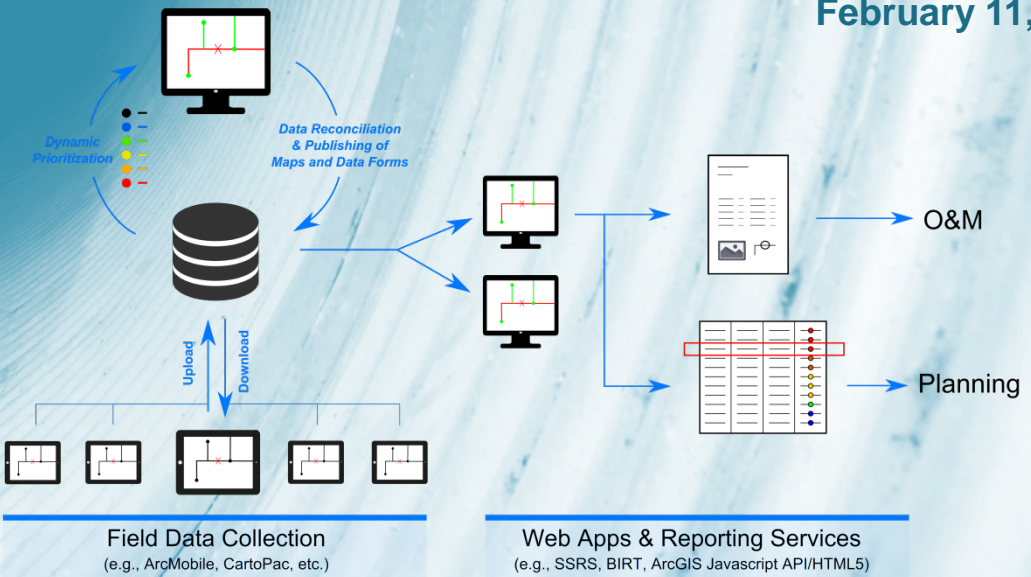 February 11,
Dynamic
Prioritization
Data Reconciliation
& Publishing of
Maps and Data Forms
O&M
Upload
Download
Planning
Field Data Collection
(e.g., ArcMobile, CartoPac, etc.)
Web Apps & Reporting Services
(e.g., SSRS, BIRT, ArcGIS Javascript API/HTML5)